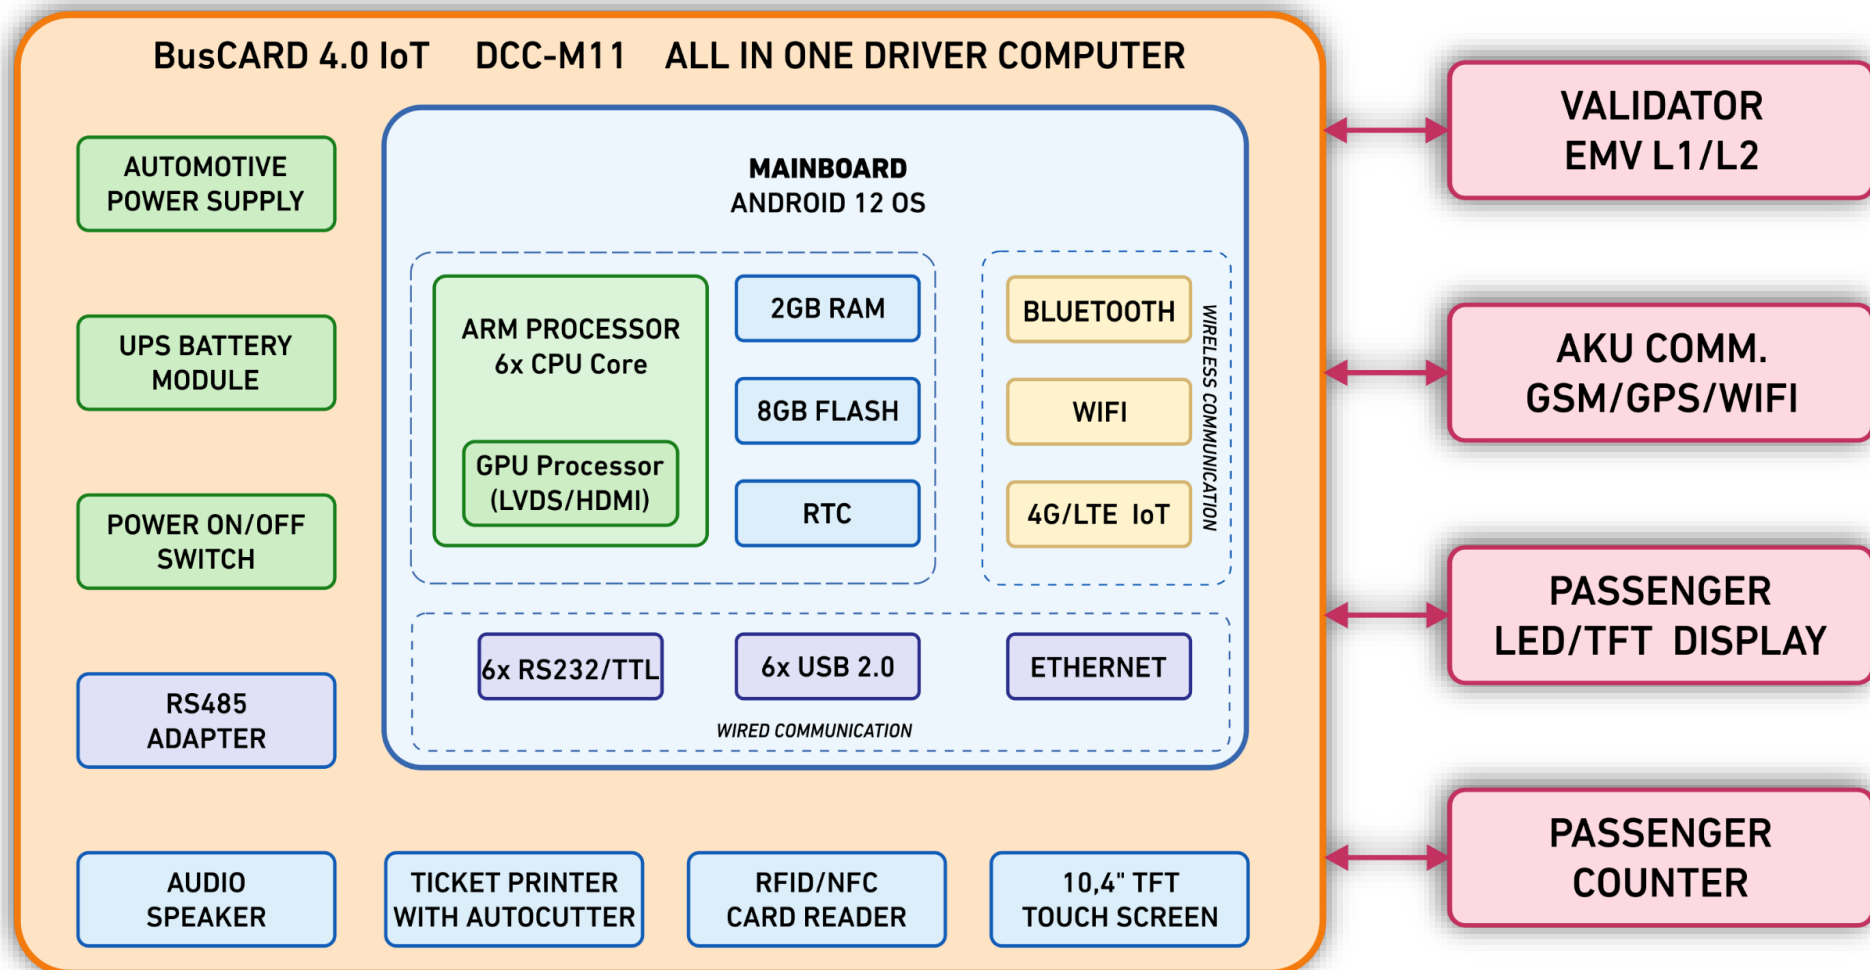 BusCARD 4.0 IoT DCC-M11 ALL IN ONE DRIVER COMPUTER
AUTOMOTIVE
POWER SUPPLY
UPS BATTERY
MODULE
POWER ON/OFF
SWITCH
RS485
ADAPTER
MAINBOARD
ANDROID 12 OS
ARM PROCESSOR
6x CPU Core
GPU Processor
(LVDS/HDMI)
2GB RAM
8GB FLASH
RTC
BLUETOOTH
WIFI
4G/LTE IoT
WIRELESS COMMUNICATION
6x RS232/TTL
6x USB 2.0
ETHERNET
WIRED COMMUNICATION
AUDIO
SPEAKER
TICKET PRINTER
WITH AUTOCUTTER
RFID/NFC
CARD READER
10,4" TFT
TOUCH SCREEN
VALIDATOR
EMV L1/L2
AKU COMM.
GSM/GPS/WIFI
PASSENGER
LED/TFT DISPLAY
PASSENGER
COUNTER